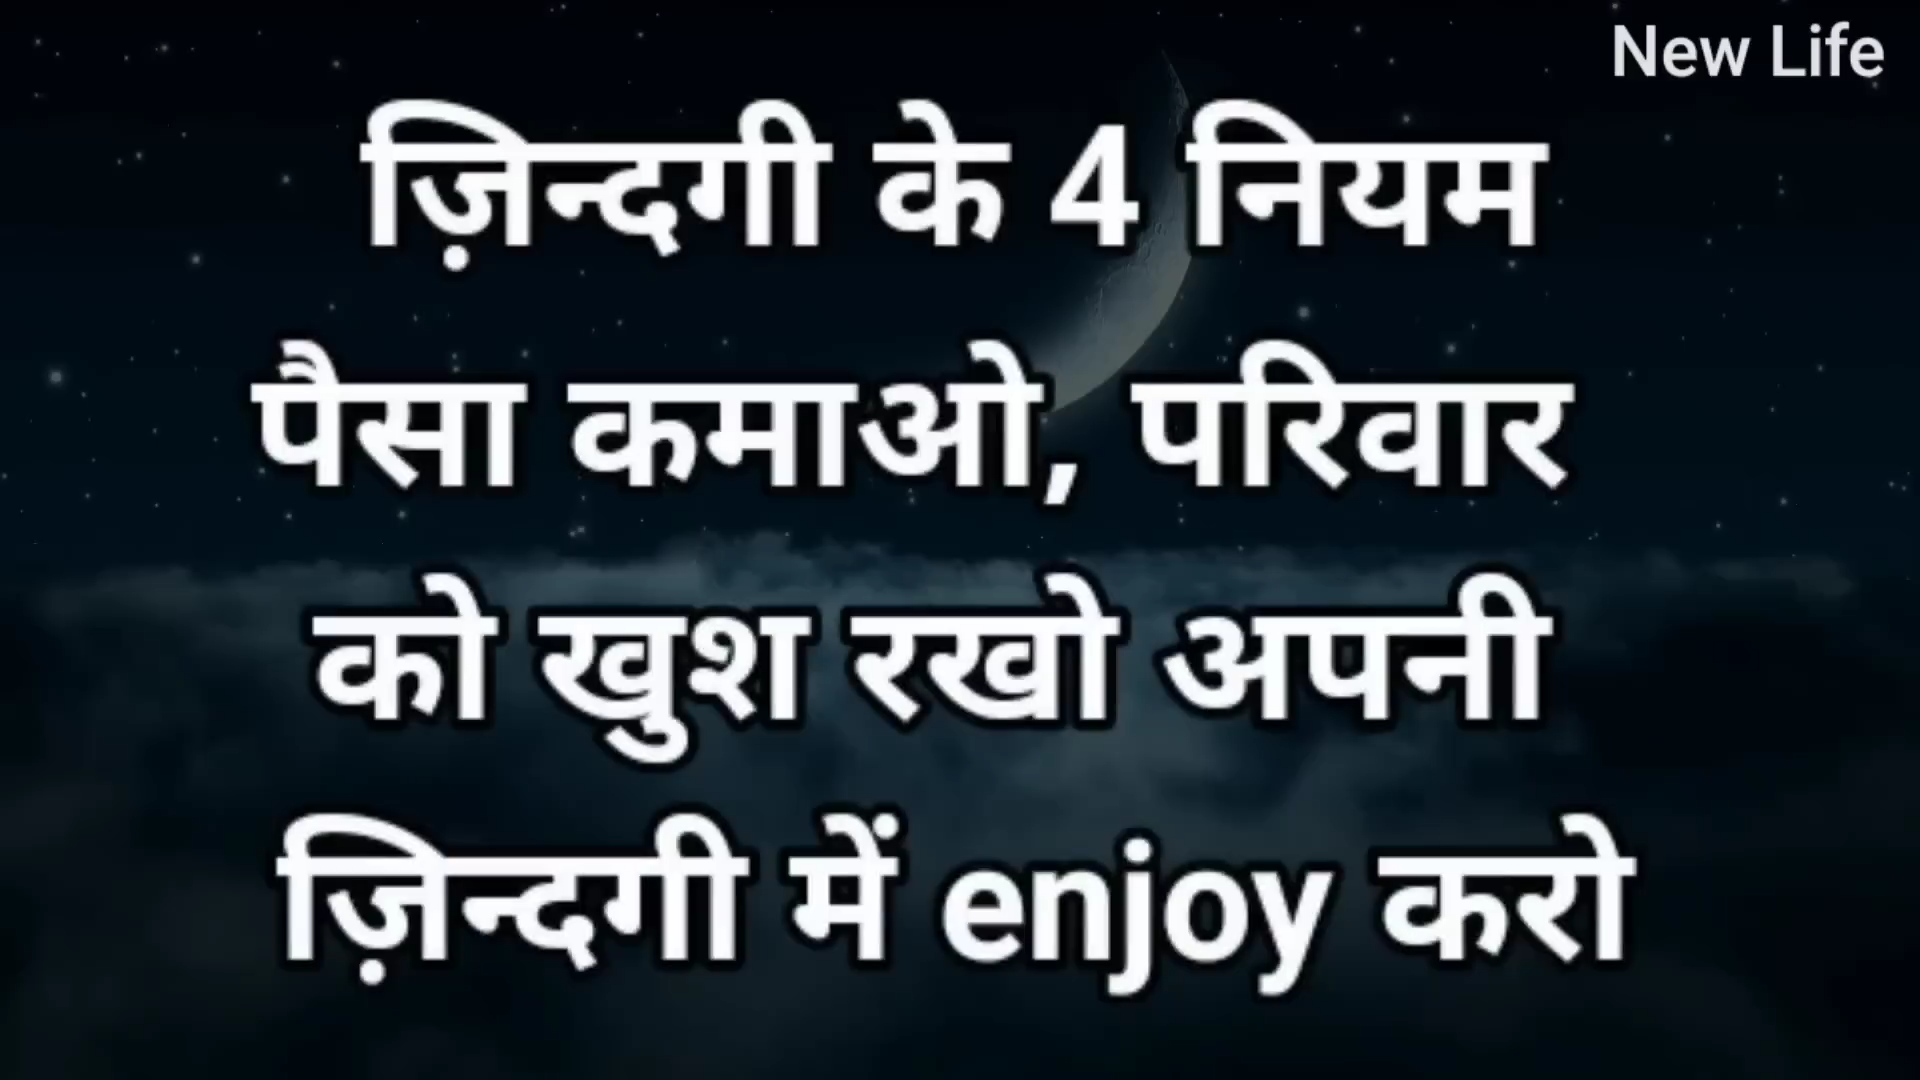 New Life
ज़िन्दगी के 4 नियम
पैसा कमाओ, परिवार
को खुश रखो अपनी
ज़िन्दगी में enjoy करो